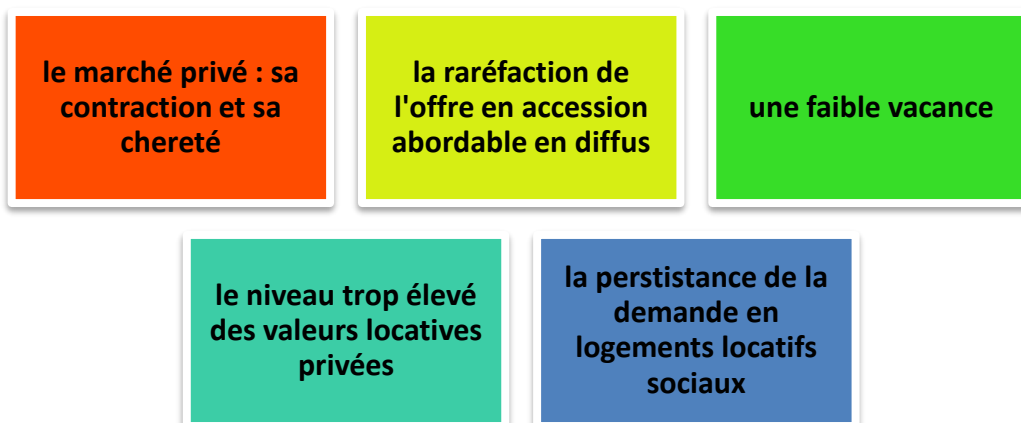 le marché privé : sa
contraction et sa
chereté
la raréfaction de
l'offre en accession
abordable en diffus
une faible vacance
le niveau trop élevé
des valeurs locatives
privées
la perstistance de la
demande en
logements locatifs
sociaux